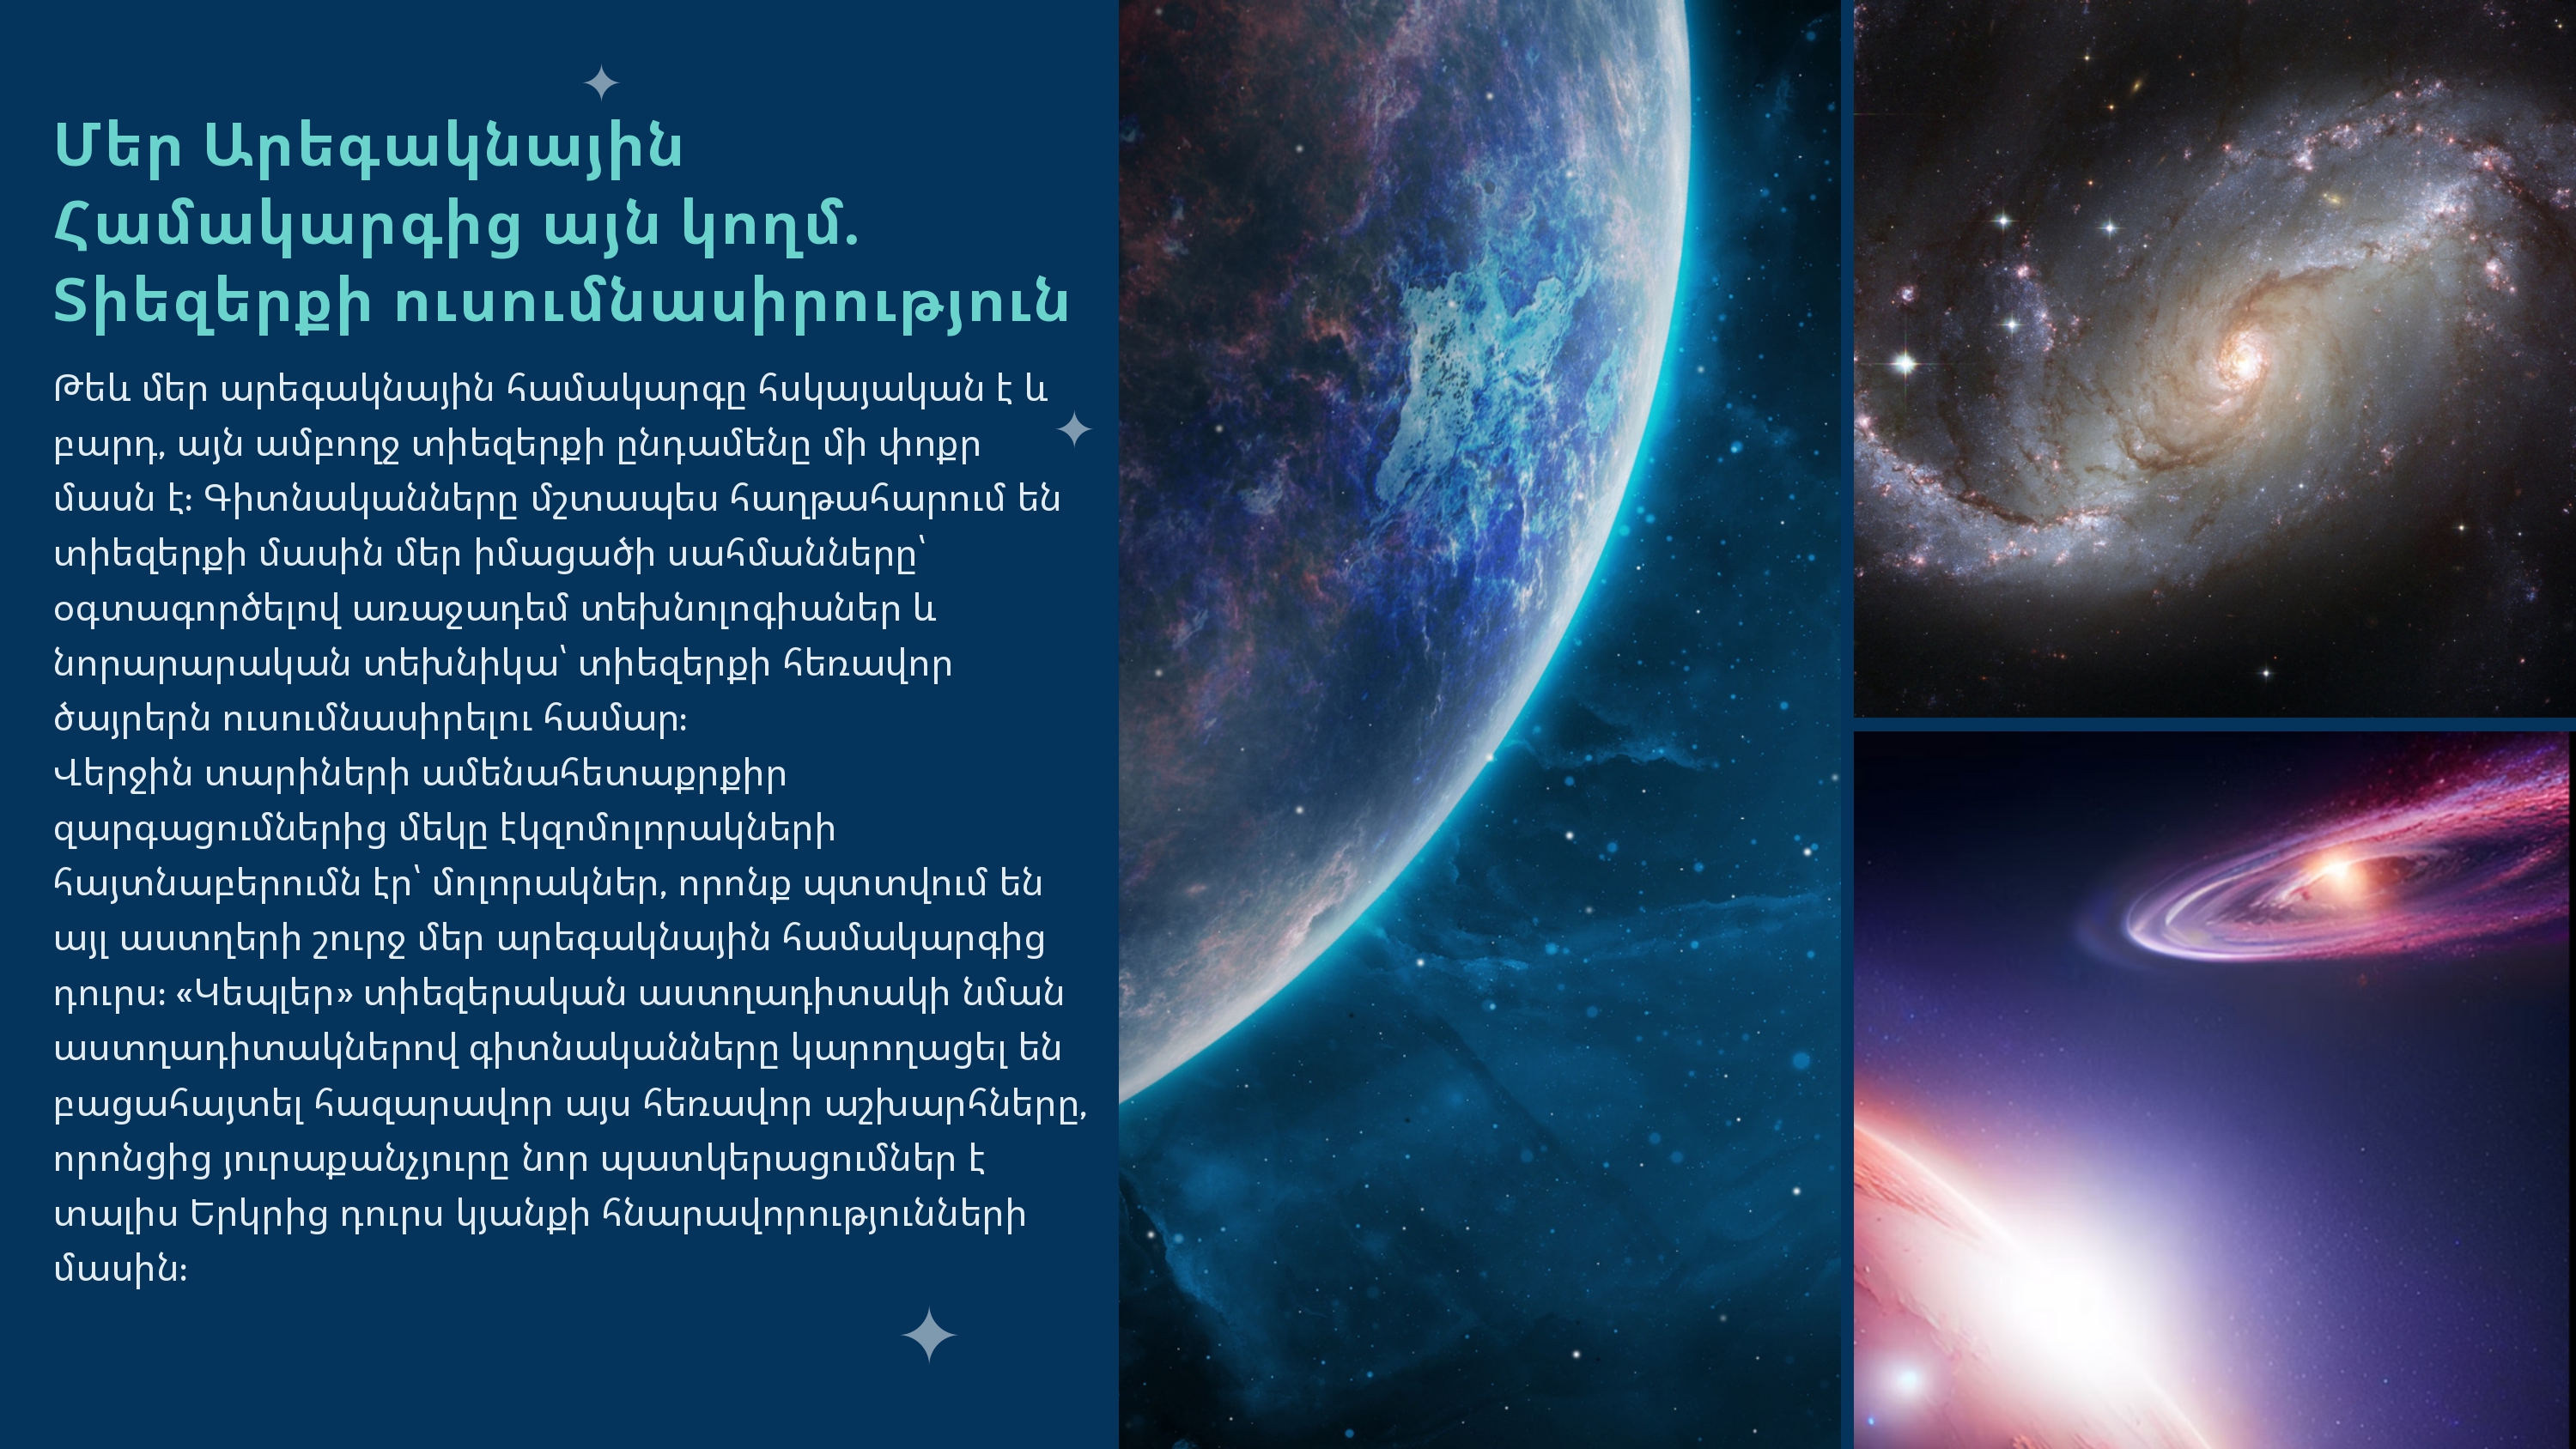 Մեր Արեգակնային
Համակարգից այն կողմ.
Տիեզերքի ուսումնասիրություն
Թեև մեր արեգակնային համակարգը հսկայական է և
բարդ, այն ամբողջ տիեզերքի ընդամենը մի փոքր
մասն է: Գիտնականները մշտապես հաղթահարում են
տիեզերքի մասին մեր իմացածի սահմանները՝
օգտագործելով առաջադեմ տեխնոլոգիաներ և
նորարարական տեխնիկա՝ տիեզերքի հեռավոր
ծայրերն ուսումնասիրելու համար:
Վերջին տարիների ամենահետաքրքիր
զարգացումներից մեկը էկզոմոլորակների
հայտնաբերումն էր՝ մոլորակներ, որոնք պտտվում են
այլ աստղերի շուրջ մեր արեգակնային համակարգից
դուրս: «Կեպլեր» տիեզերական աստղադիտակի նման
աստղադիտակներով գիտնականները կարողացել են
բացահայտել հազարավոր այս հեռավոր աշխարհները,
որոնցից յուրաքանչյուրը նոր պատկերացումներ է
տալիս Երկրից դուրս կյանքի հնարավորությունների
մասին: